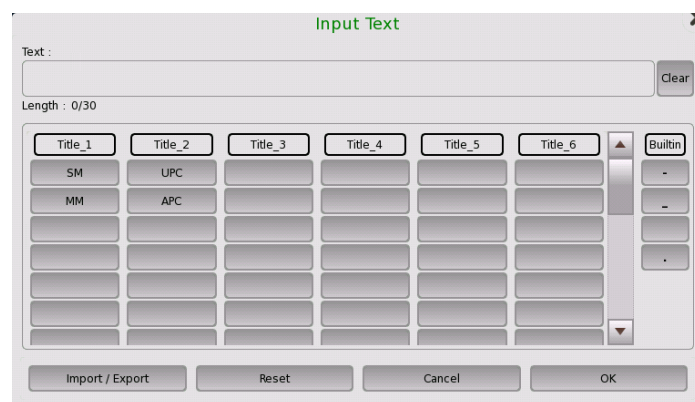 Input Text
Text :
Clear
Length : 0/30
Title_1 Title_2 Title_3 Title_4 Title_5 Title_6 Builtin
SM UPC -
MM APC _
.
Import / Export Reset Cancel OK